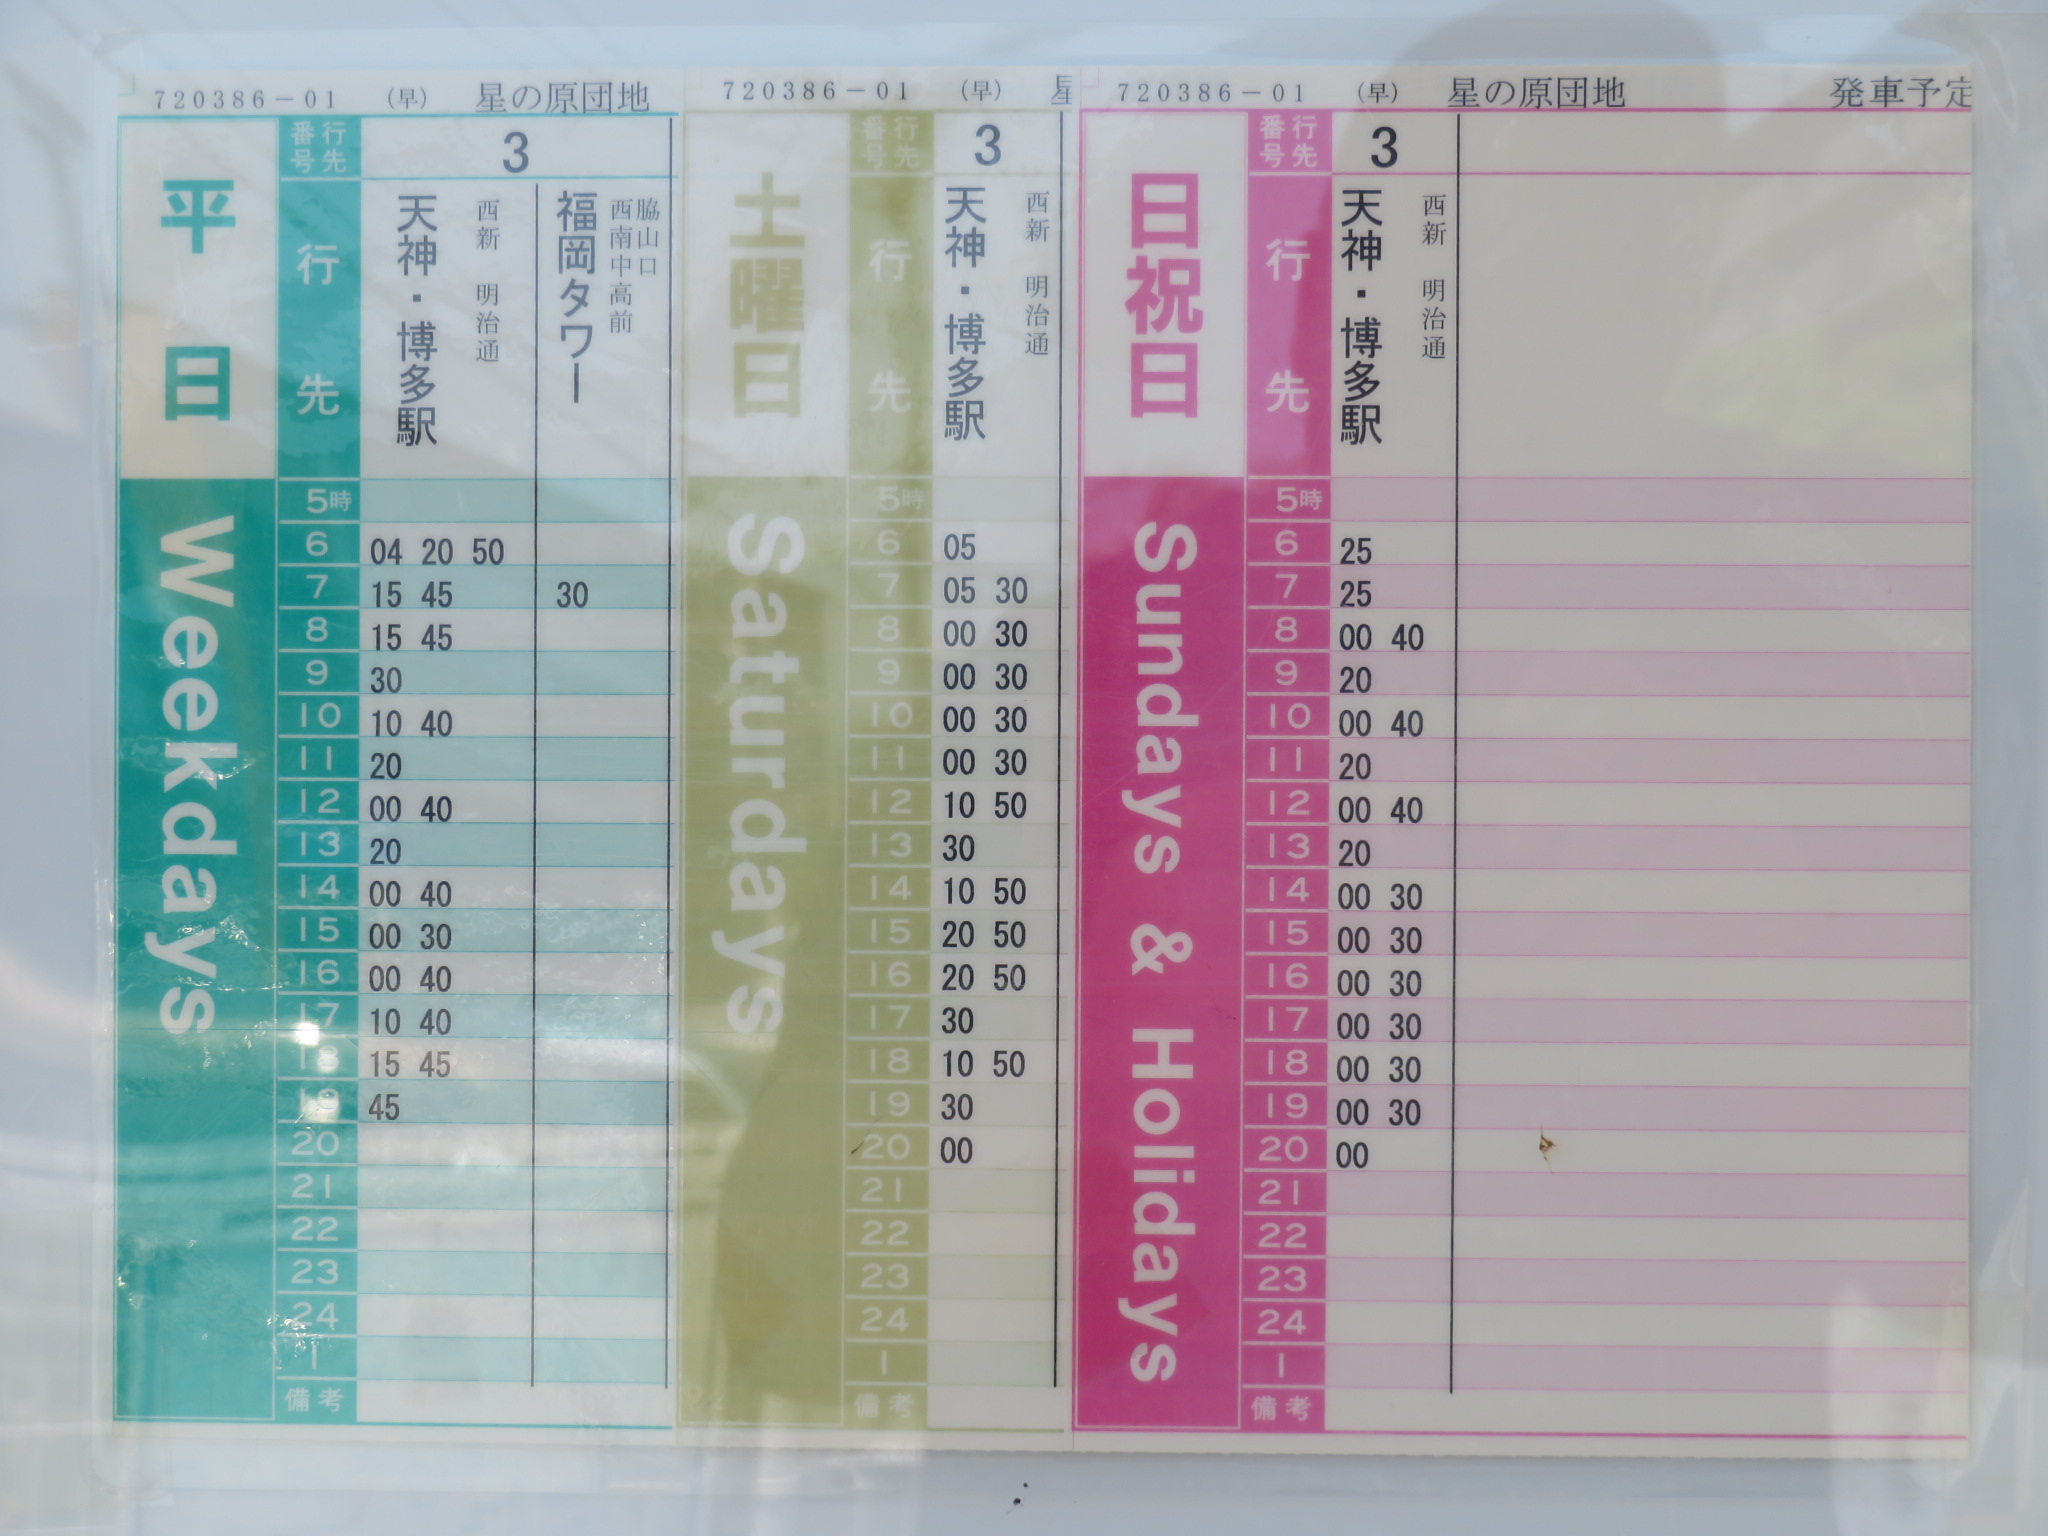 720386-01 (早) 星の原団地
平日
Weekdays
行先番号 3
行先
天神・博多駅
西新 明治通
福岡タワー
脇山口
西南中高前
5時
6 04 20 50
7 15 45 30
8 15 45
9 30
10 10 40
11 20
12 00 40
13 20
14 00 40
15 00 30
16 00 40
17 10 40
18 15 45
19 45
20
21
22
23
24
1
備考
720386-01 (早)
土曜日
Saturdays
行先番号 3
行先
天神・博多駅
西新 明治通
5時
6 05
7 05 30
8 00 30
9 00 30
10 00 30
11 00 30
12 10 50
13 30
14 10 50
15 20 50
16 20 50
17 30
18 10 50
19 30
20 00
21
22
23
24
1
備考
720386-01 (早) 星の原団地 発車予定
日祝日
Sundays & Holidays
行先番号 3
行先
天神・博多駅
西新 明治通
5時
6 25
7 25
8 00 40
9 20
10 00 40
11 20
12 00 40
13 20
14 00 30
15 00 30
16 00 30
17 00 30
18 00 30
19 00 30
20 00
21
22
23
24
1
備考